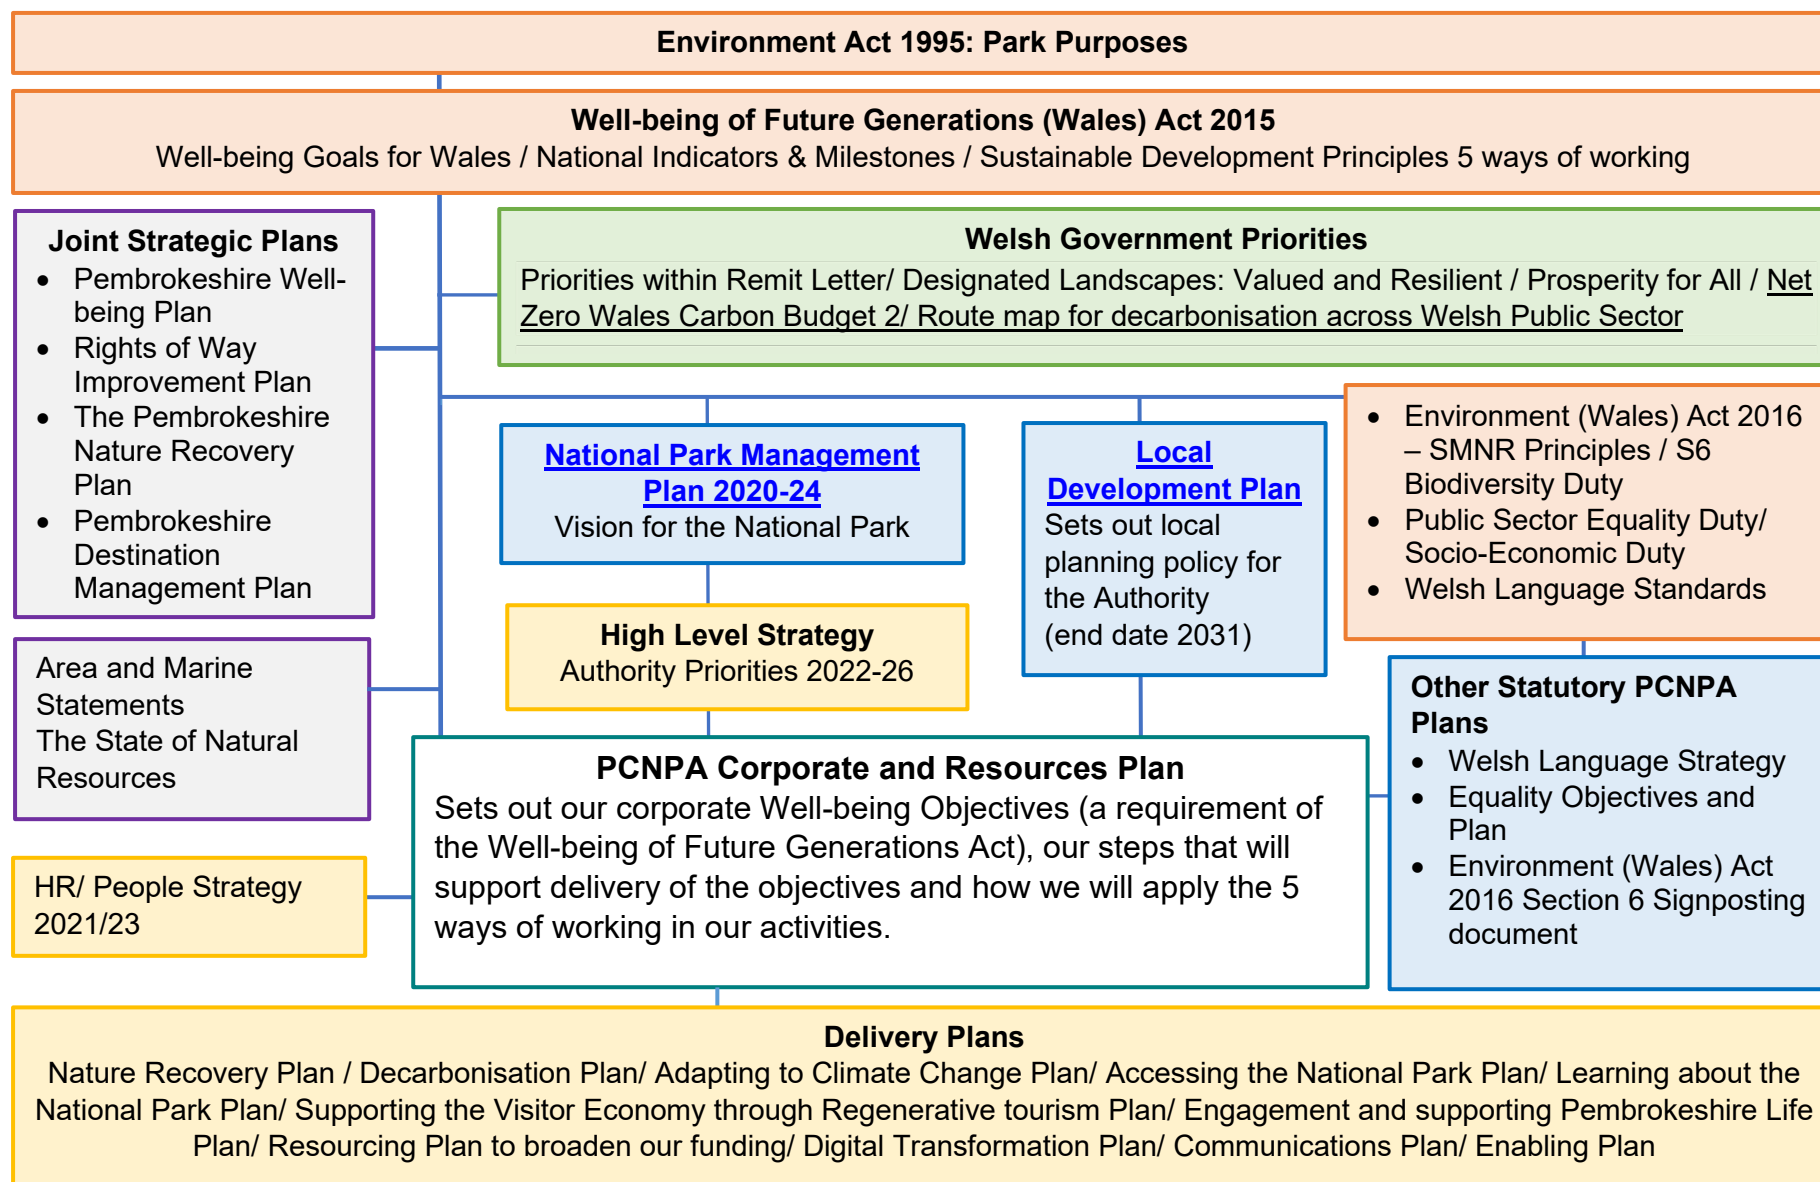 Environment Act 1995: Park Purposes
Well-being of Future Generations (Wales) Act 2015
Well-being Goals for Wales / National Indicators & Milestones / Sustainable Development Principles 5 ways of working
Joint Strategic Plans
• Pembrokeshire Well-
being Plan
• Rights of Way
Improvement Plan
• The Pembrokeshire
Nature Recovery
Plan
• Pembrokeshire
Destination
Management Plan
Welsh Government Priorities
Priorities within Remit Letter/ Designated Landscapes: Valued and Resilient / Prosperity for All / Net
Zero Wales Carbon Budget 2/ Route map for decarbonisation across Welsh Public Sector
National Park Management
Plan 2020-24
Vision for the National Park
Local
Development Plan
Sets out local
planning policy for
the Authority
(end date 2031)
• Environment (Wales) Act 2016
– SMNR Principles / S6
Biodiversity Duty
• Public Sector Equality Duty/
Socio-Economic Duty
• Welsh Language Standards
High Level Strategy
Authority Priorities 2022-26
Area and Marine
Statements
The State of Natural
Resources
Other Statutory PCNPA
Plans
• Welsh Language Strategy
• Equality Objectives and
Plan
• Environment (Wales) Act
2016 Section 6 Signposting
document
PCNPA Corporate and Resources Plan
Sets out our corporate Well-being Objectives (a requirement of
the Well-being of Future Generations Act), our steps that will
support delivery of the objectives and how we will apply the 5
ways of working in our activities.
HR/ People Strategy
2021/23
Delivery Plans
Nature Recovery Plan / Decarbonisation Plan/ Adapting to Climate Change Plan/ Accessing the National Park Plan/ Learning about the
National Park Plan/ Supporting the Visitor Economy through Regenerative tourism Plan/ Engagement and supporting Pembrokeshire Life
Plan/ Resourcing Plan to broaden our funding/ Digital Transformation Plan/ Communications Plan/ Enabling Plan